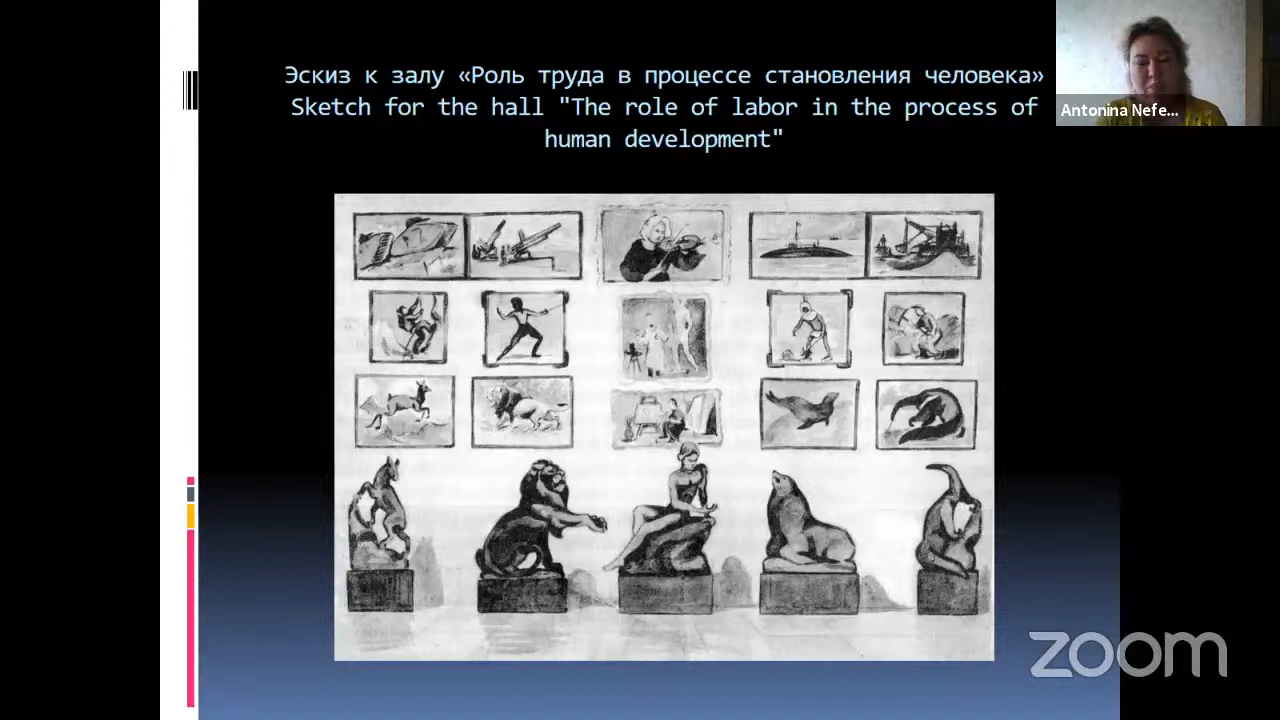 Эскиз к залу «Роль труда в процессе становления человека»
Sketch for the hall "The role of labor in the process of
human development"
Antonina Nefe...
zoom